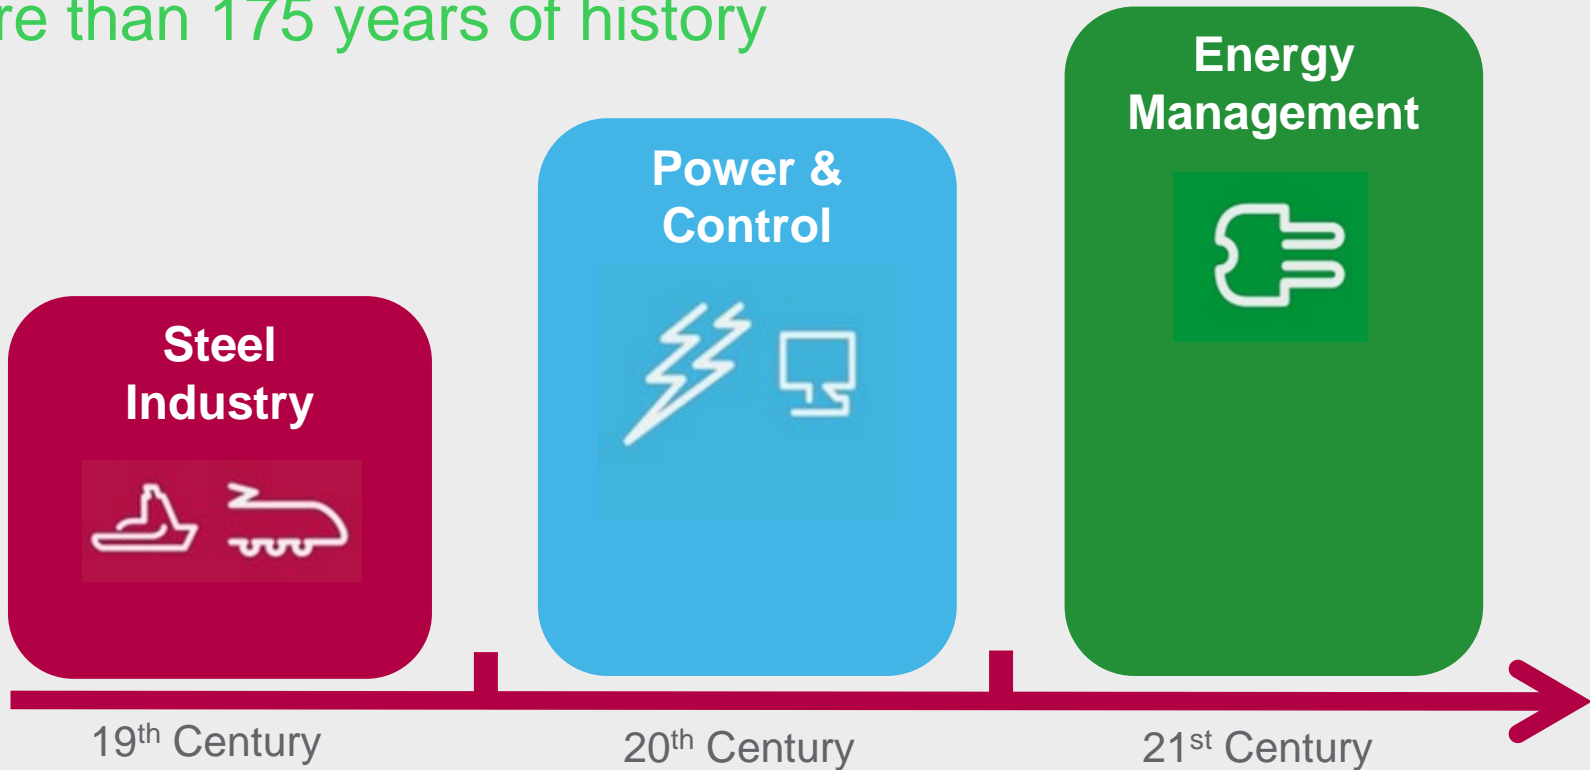 re than 175 years of history
Energy
Management
Power &
Control
Steel
Industry
19th Century
20th Century
21st Century